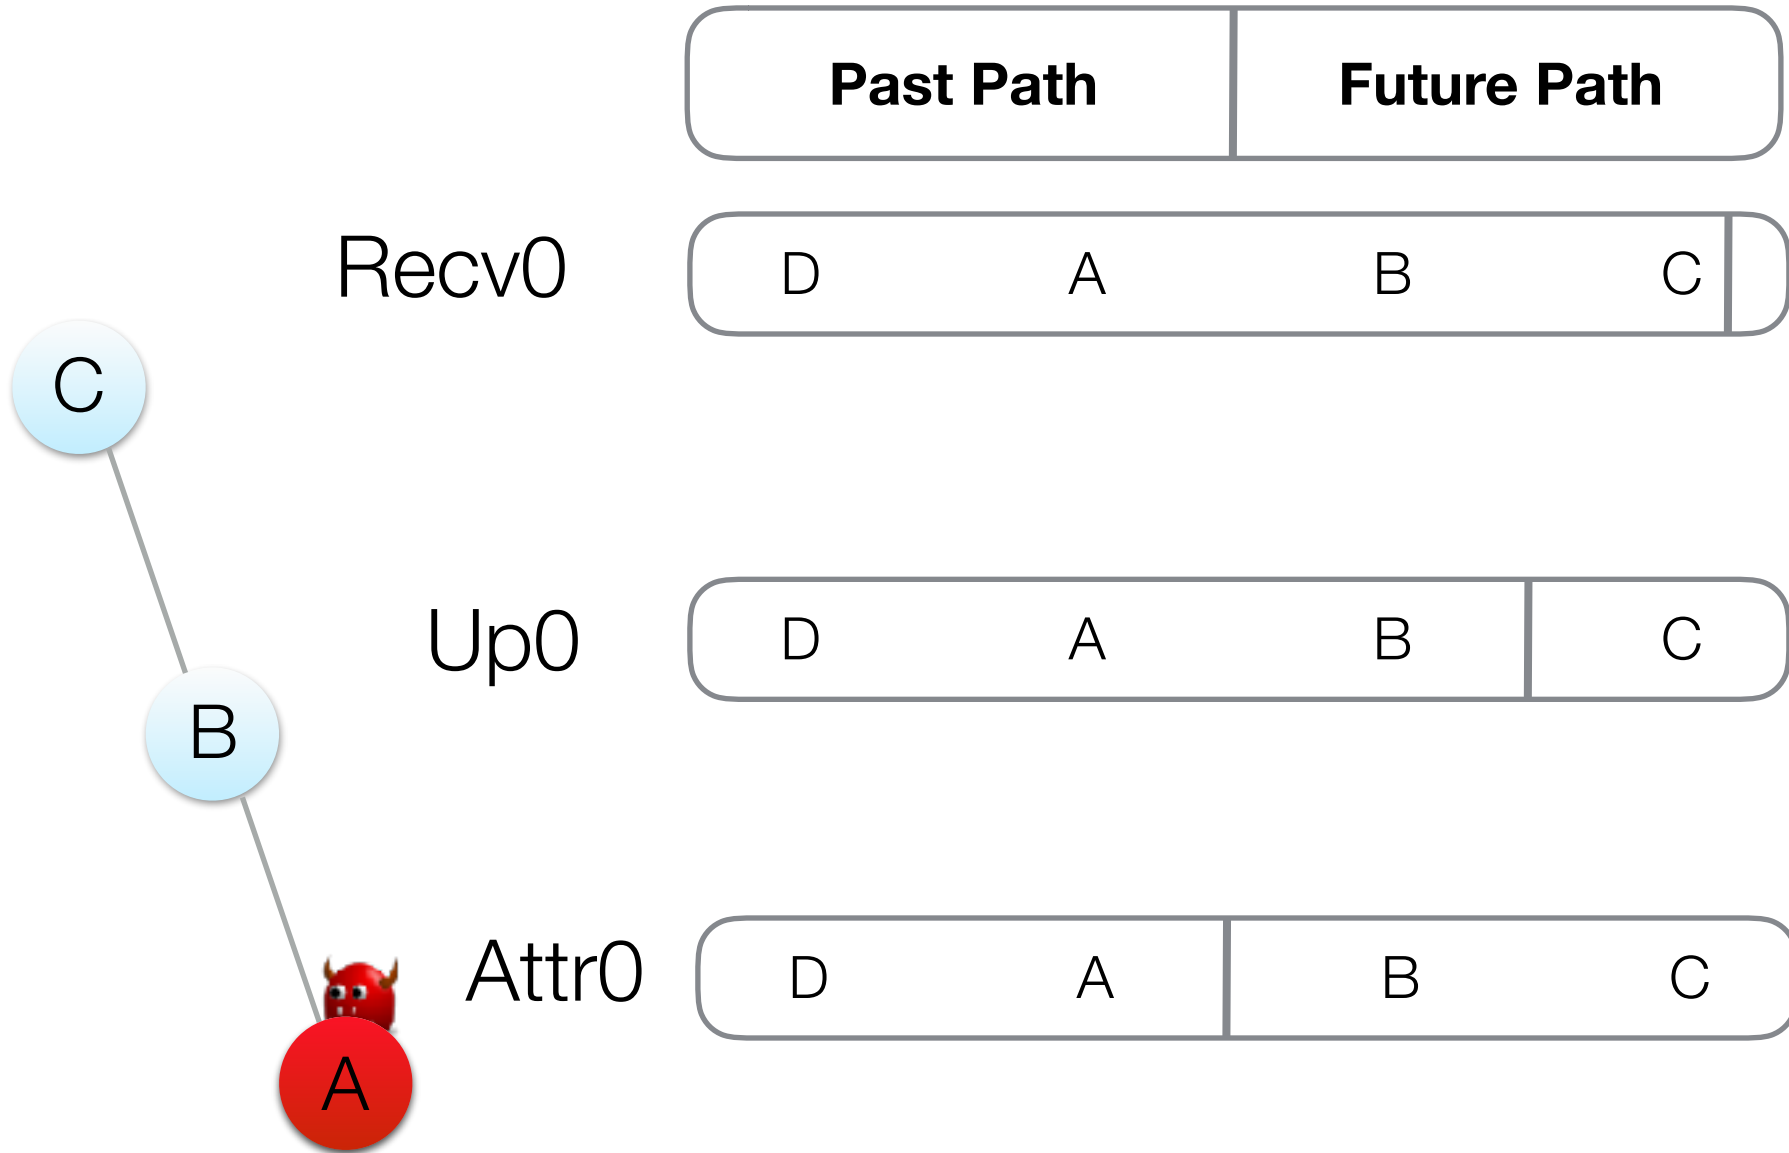 Past Path Future Path
Recv0 D A B C
C
Up0 D A B C
B
Attr0 D A B C
A